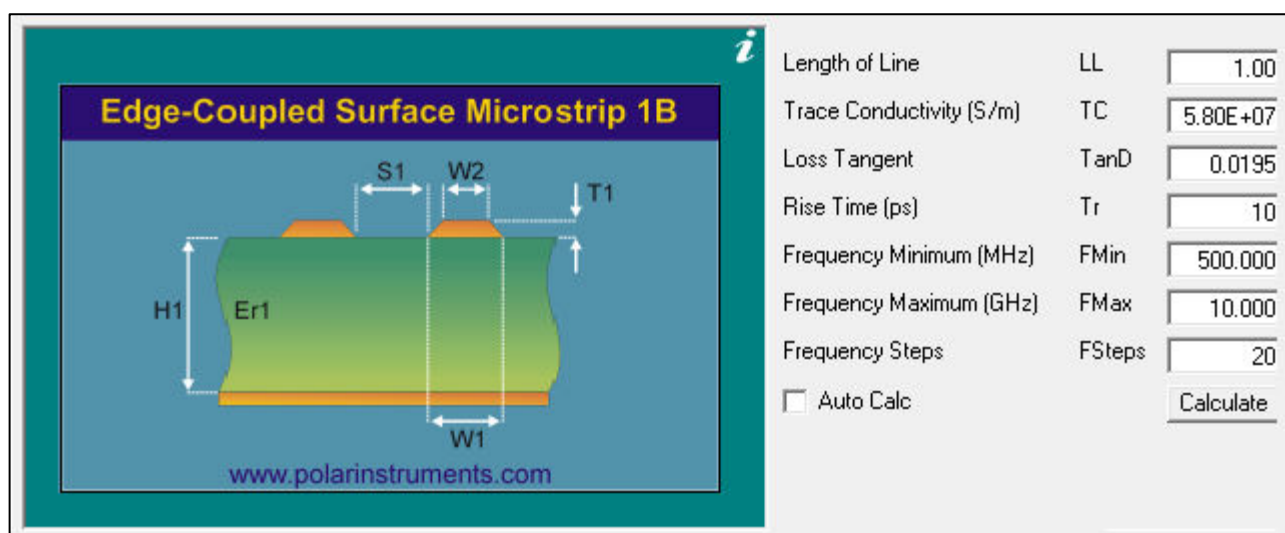 i
Edge-Coupled Surface Microstrip 1B
S1
W2
T1
H1
Er1
W1
www.polarinstruments.com
Length of Line LL 1.00
Trace Conductivity (S/m) TC 5.80E+07
Loss Tangent TanD 0.0195
Rise Time (ps) Tr 10
Frequency Minimum (MHz) FMin 500.000
Frequency Maximum (GHz) FMax 10.000
Frequency Steps FSteps 20
Auto Calc Calculate